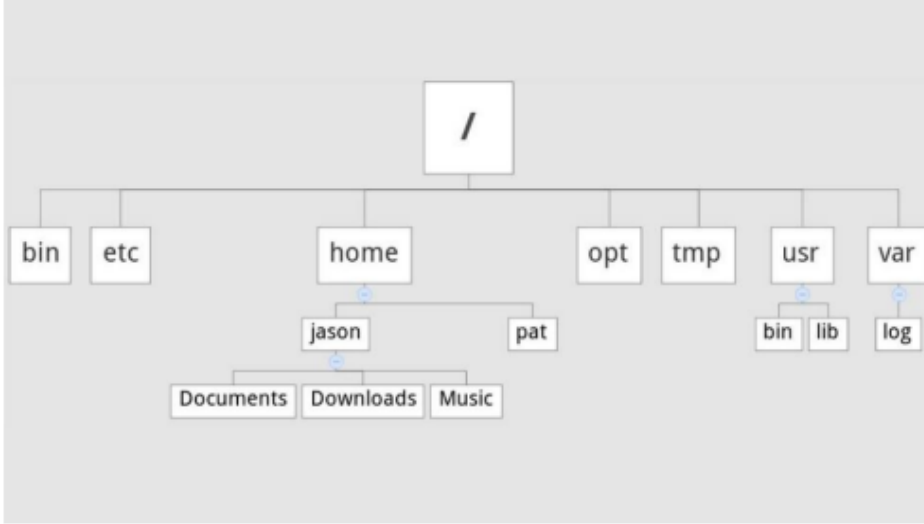 /
bin etc home opt tmp usr var
jason pat bin lib log
Documents Downloads Music